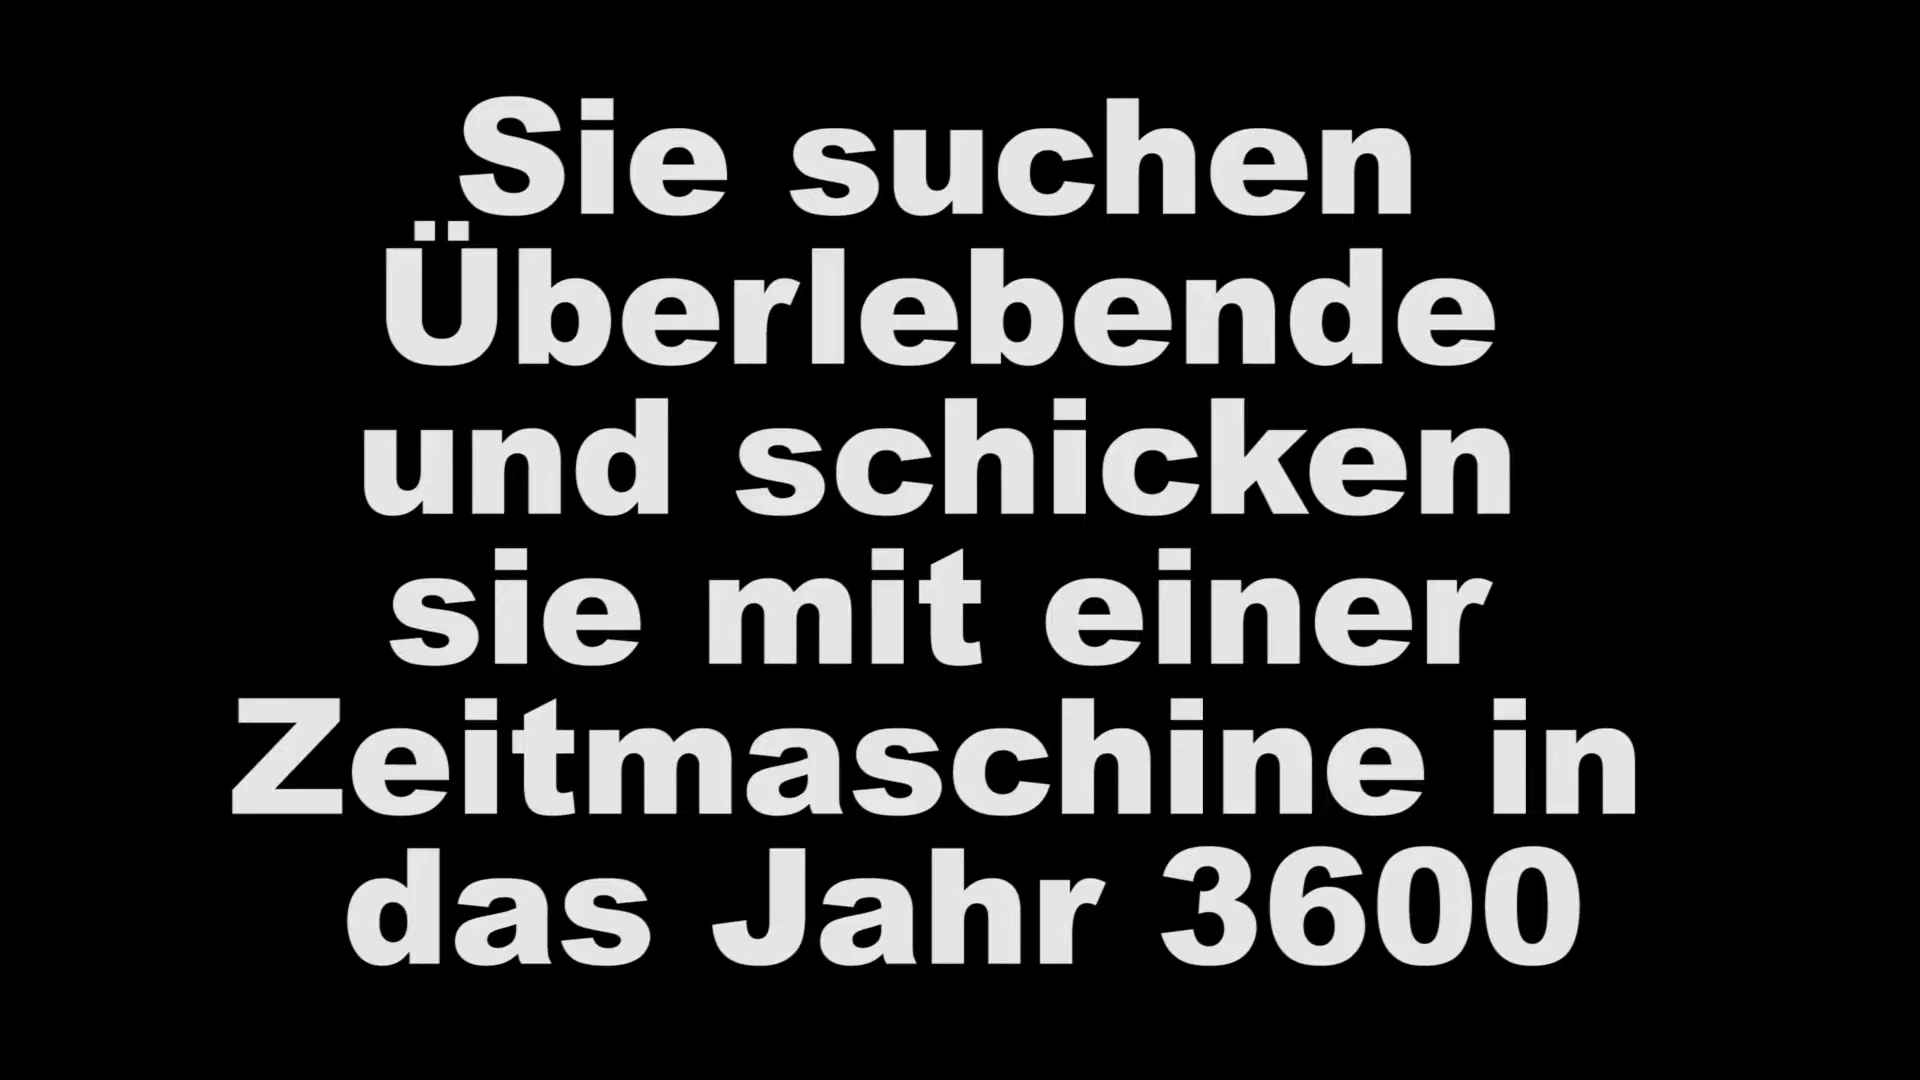 Sie suchen
Überlebende
und schicken
sie mit einer
Zeitmaschine in
das Jahr 3600